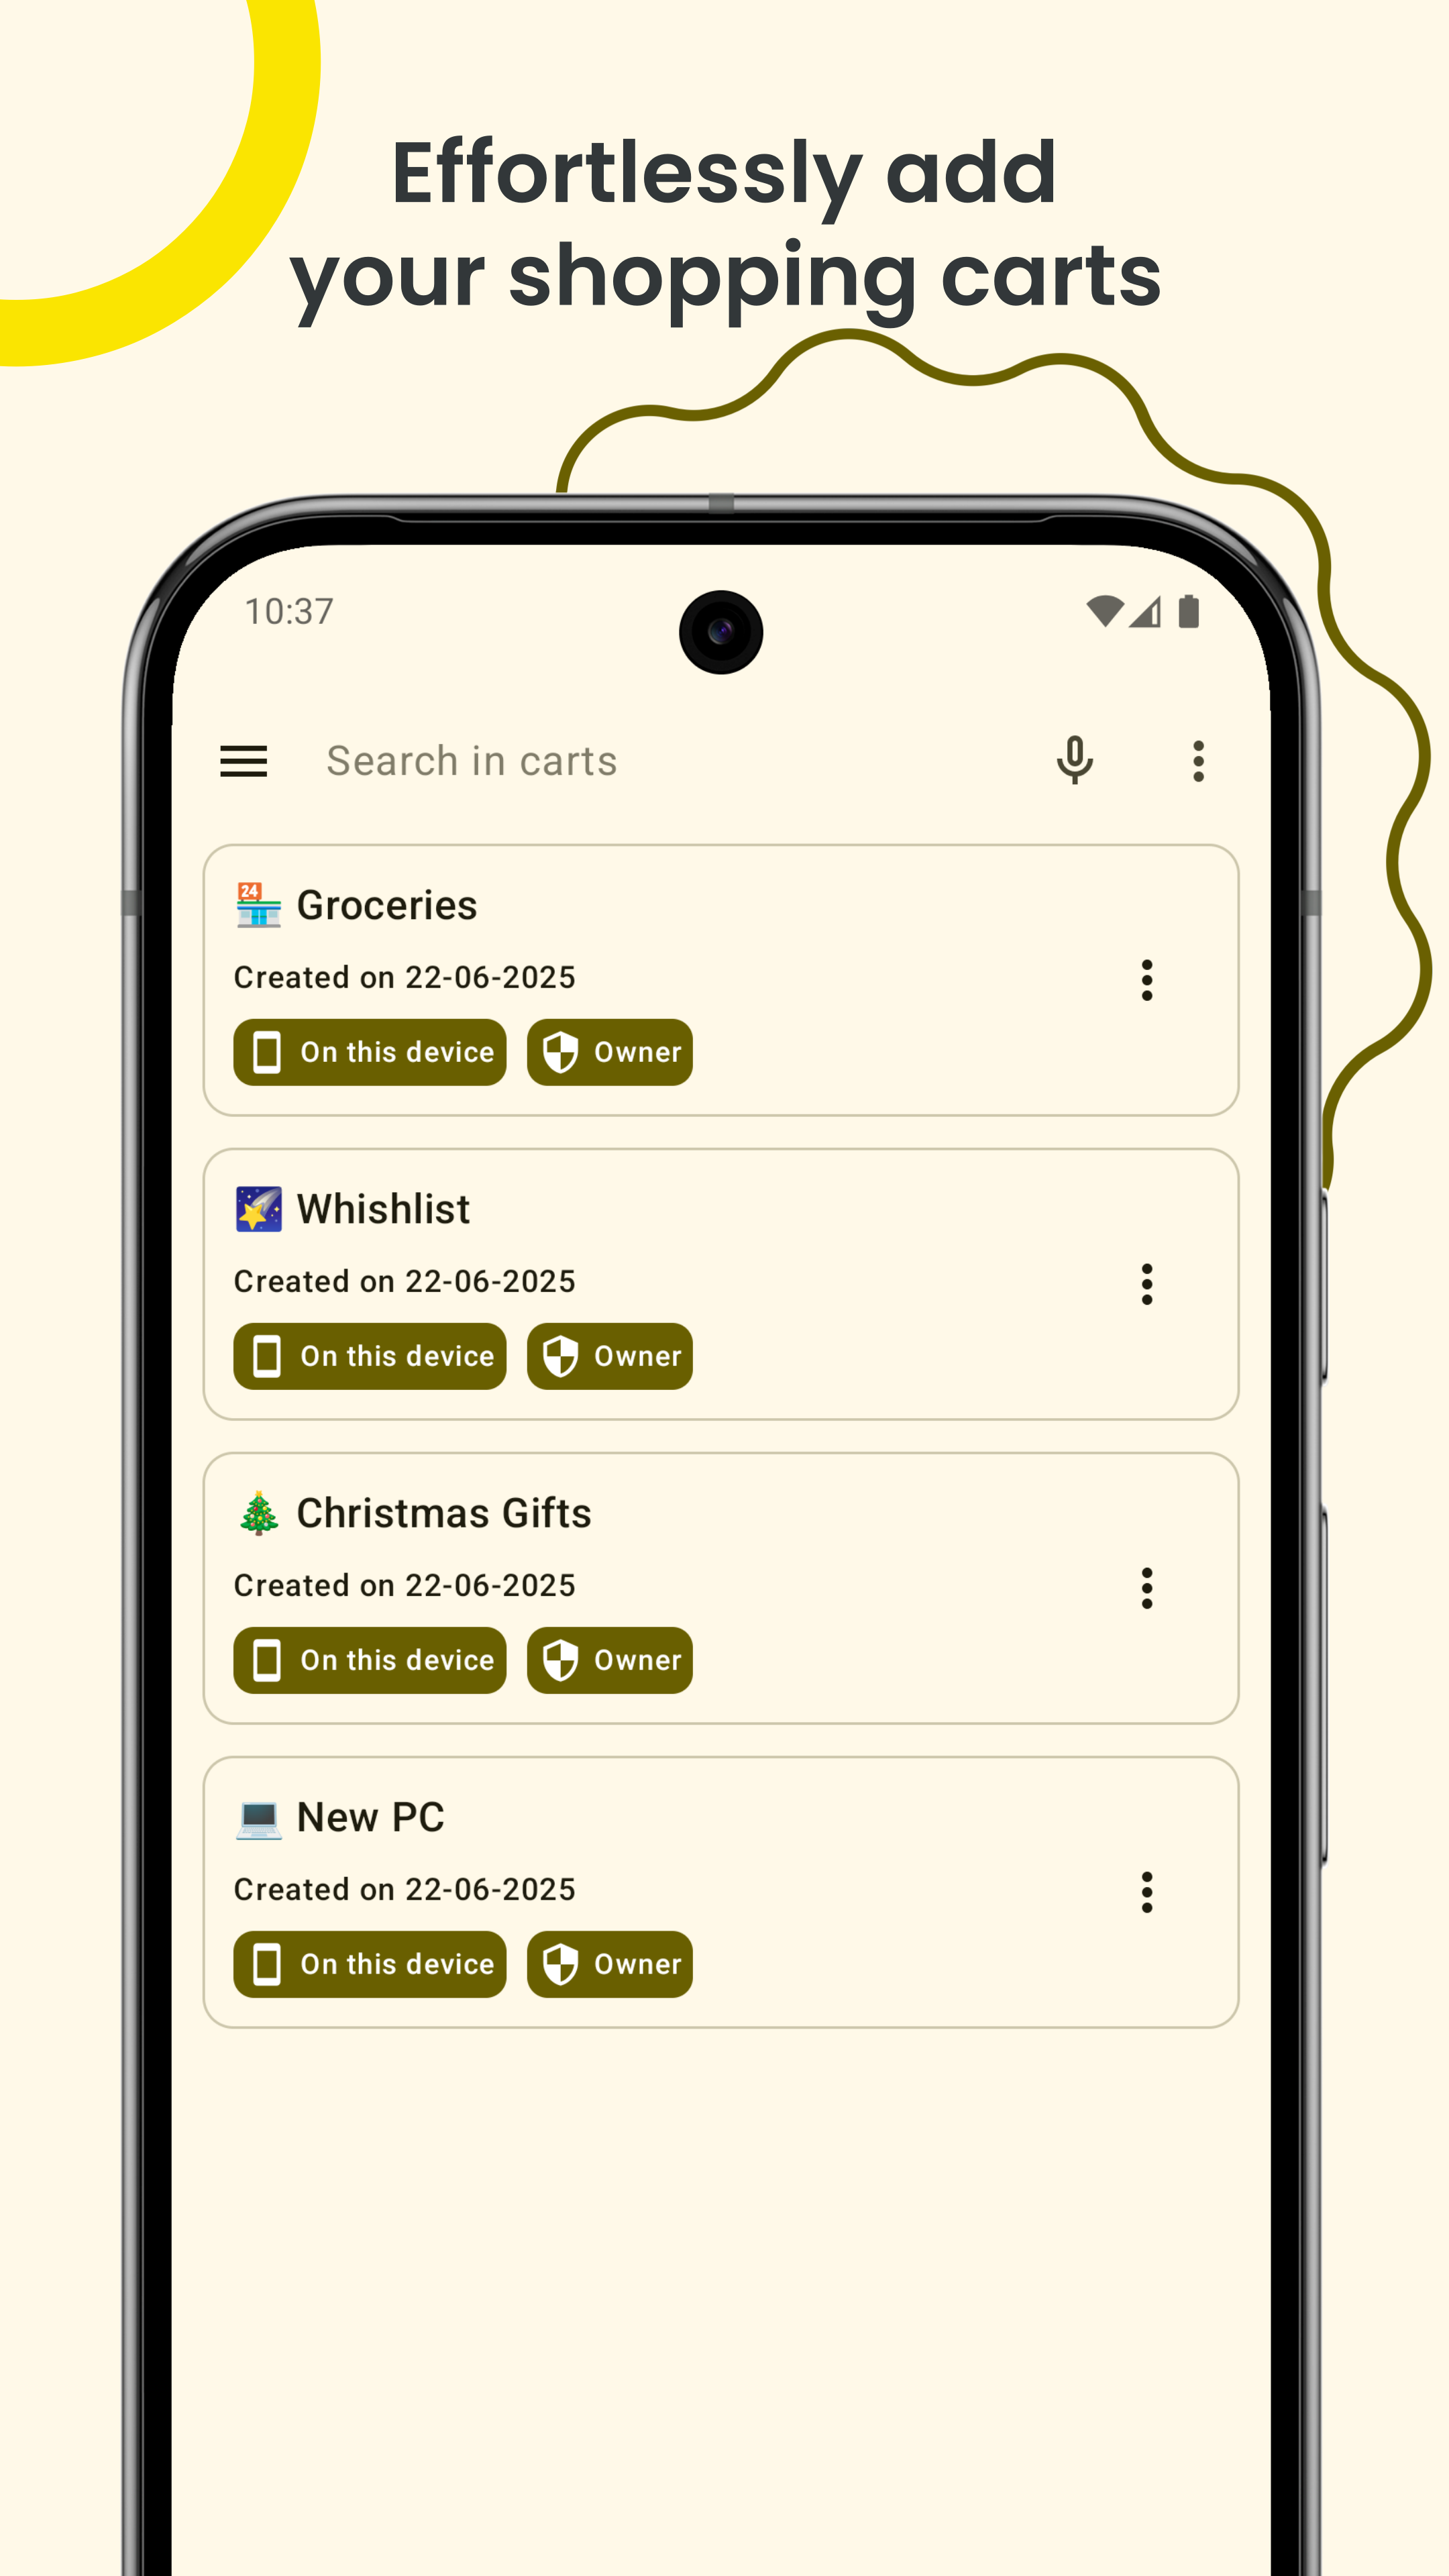 Effortlessly add
your shopping carts
10:37
Search in carts
24
Groceries
Created on 22-06-2025
On this device Owner
Whishlist
Created on 22-06-2025
On this device Owner
Christmas Gifts
Created on 22-06-2025
On this device Owner
New PC
Created on 22-06-2025
On this device Owner